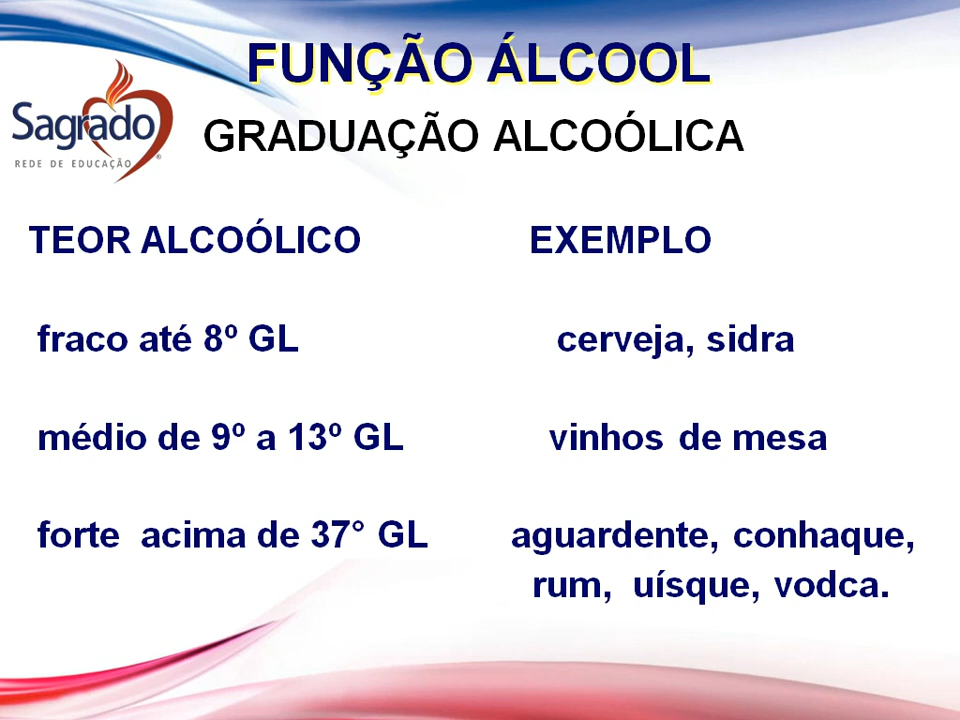 FUNÇÃO ÁLCOOL
Sagrado
REDE DE EDUCAÇÃO ®
GRADUAÇÃO ALCOÓLICA
TEOR ALCOÓLICO EXEMPLO
fraco até 8º GL cerveja, sidra
médio de 9º a 13º GL vinhos de mesa
forte acima de 37° GL aguardente, conhaque,
rum, uísque, vodca.